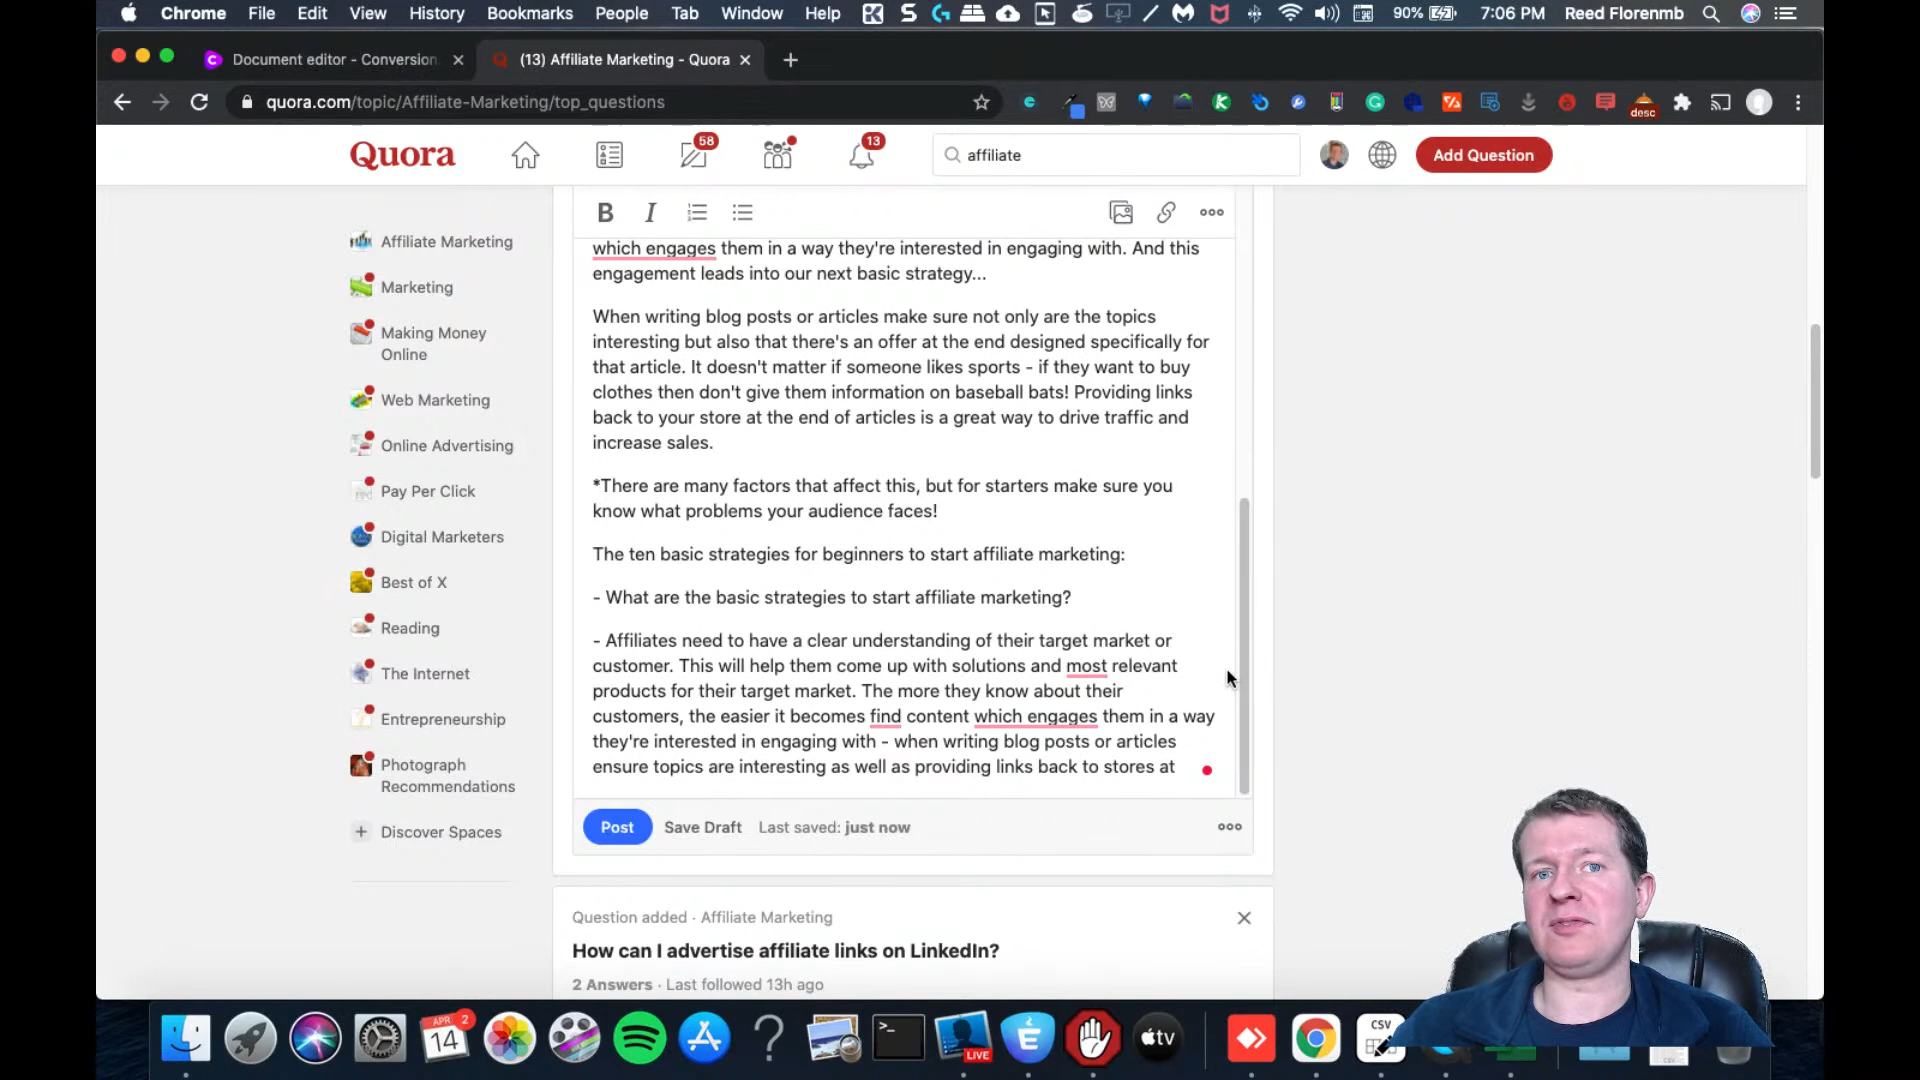 Chrome File Edit View History Bookmarks People Tab Window Help 90% 7:06 PM Reed Florenmb
Document editor - Conversion (13) Affiliate Marketing - Quora
quora.com/topic/Affiliate-Marketing/top_questions desc
Quora 58 13 affiliate Add Question
B I
Affiliate Marketing
Marketing
Making Money
Online
Web Marketing
Online Advertising
Pay Per Click
Digital Marketers
Best of X
Reading
The Internet
Entrepreneurship
Photograph
Recommendations
Discover Spaces
which engages them in a way they're interested in engaging with. And this
engagement leads into our next basic strategy...
When writing blog posts or articles make sure not only are the topics
interesting but also that there's an offer at the end designed specifically for
that article. It doesn't matter if someone likes sports - if they want to buy
clothes then don't give them information on baseball bats! Providing links
back to your store at the end of articles is a great way to drive traffic and
increase sales.
*There are many factors that affect this, but for starters make sure you
know what problems your audience faces!
The ten basic strategies for beginners to start affiliate marketing:
- What are the basic strategies to start affiliate marketing?
- Affiliates need to have a clear understanding of their target market or
customer. This will help them come up with solutions and most relevant
products for their target market. The more they know about their
customers, the easier it becomes find content which engages them in a way
they're interested in engaging with - when writing blog posts or articles
ensure topics are interesting as well as providing links back to stores at
Post Save Draft Last saved: just now
Question added · Affiliate Marketing
How can I advertise affiliate links on LinkedIn?
2 Answers · Last followed 13h ago
APR 2
14
LIVE
tv
CSV